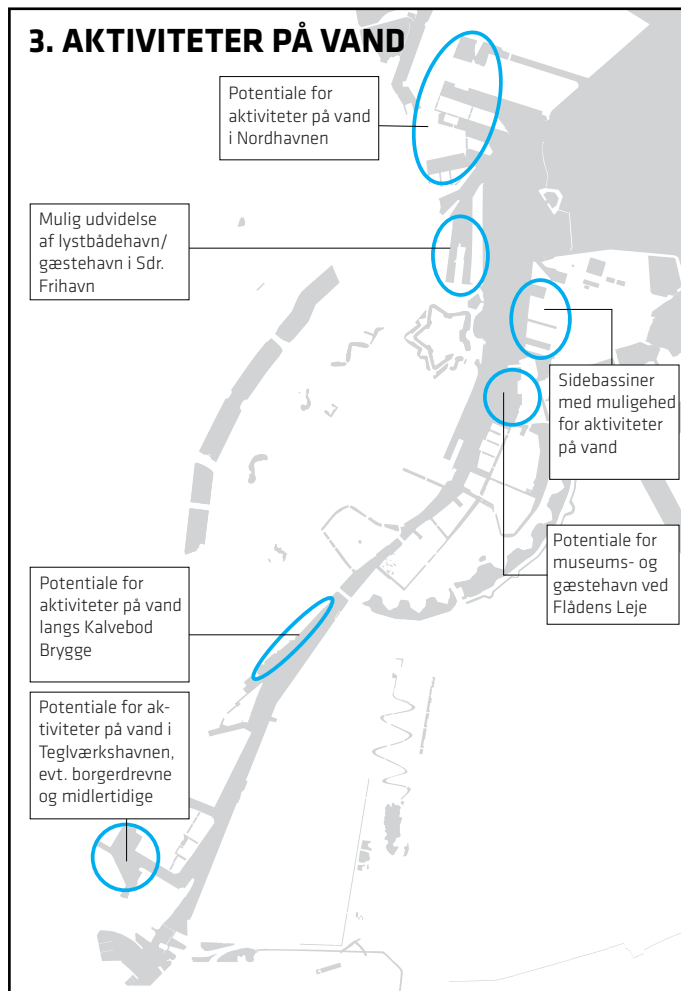 3. AKTIVITETER PÅ VAND
Potentiale for
aktiviteter på vand
i Nordhavnen
Mulig udvidelse
af lystbådehavn/
gæstehavn i Sdr.
Frihavn
Sidebassiner
med muligehed
for aktiviteter
på vand
Potentiale for
museums- og
gæstehavn ved
Flådens Leje
Potentiale for
aktiviteter på vand
langs Kalvebod
Brygge
Potentiale for ak-
tiviteter på vand i
Teglværkshavnen,
evt. borgerdrevne
og midlertidige